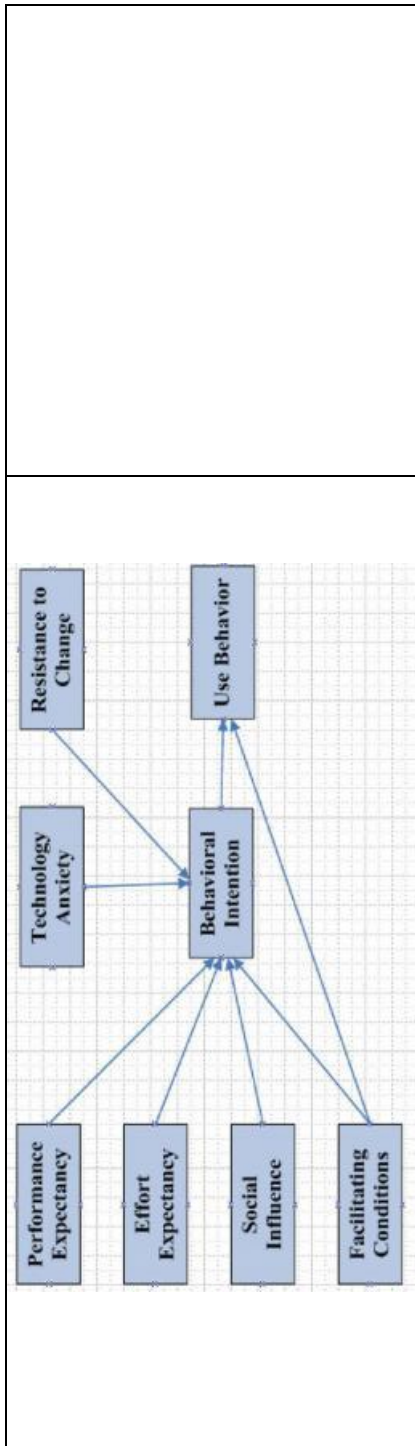 Resistance to
Change
Technology
Anxiety
Use Behavior
Behavioral
Intention
Performance
Expectancy
Effort
Expectancy
Social
Influence
Facilitating
Conditions